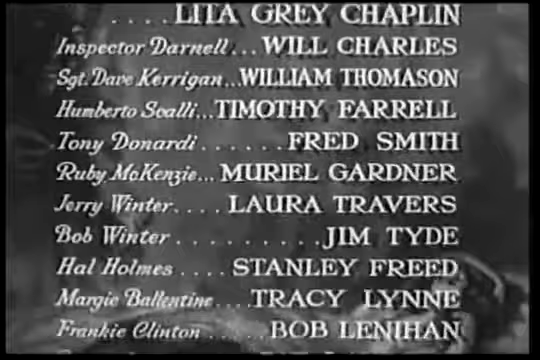 .... LITA GREY CHAPLIN
Inspector Darnell... WILL CHARLES
Sgt. Dave Kerrigan...WILLIAM THOMASON
Humberto Scalli...TIMOTHY FARRELL
Tony Donardi ...... FRED SMITH
Ruby McKenzie... MURIEL GARDNER
Jerry Winter.... LAURA TRAVERS
Bob Winter ......... JIM TYDE
Hal Holmes .... STANLEY FREED
Margie Ballentine ....TRACY LYNNE
Frankie Clinton ...... BOB LENIHAN